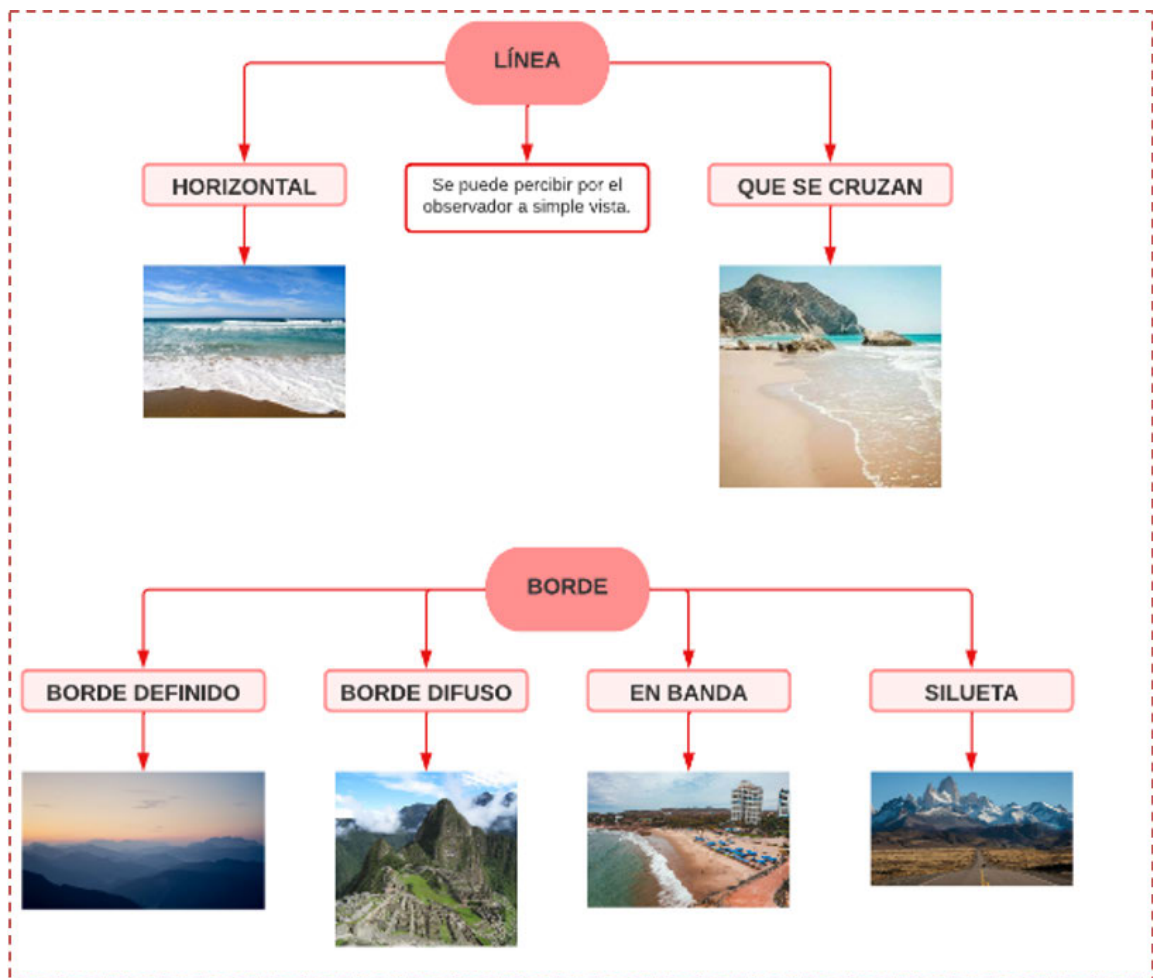 LÍNEA
HORIZONTAL
Se puede percibir por el
observador a simple vista.
QUE SE CRUZAN
BORDE
BORDE DEFINIDO
BORDE DIFUSO
EN BANDA
SILUETA